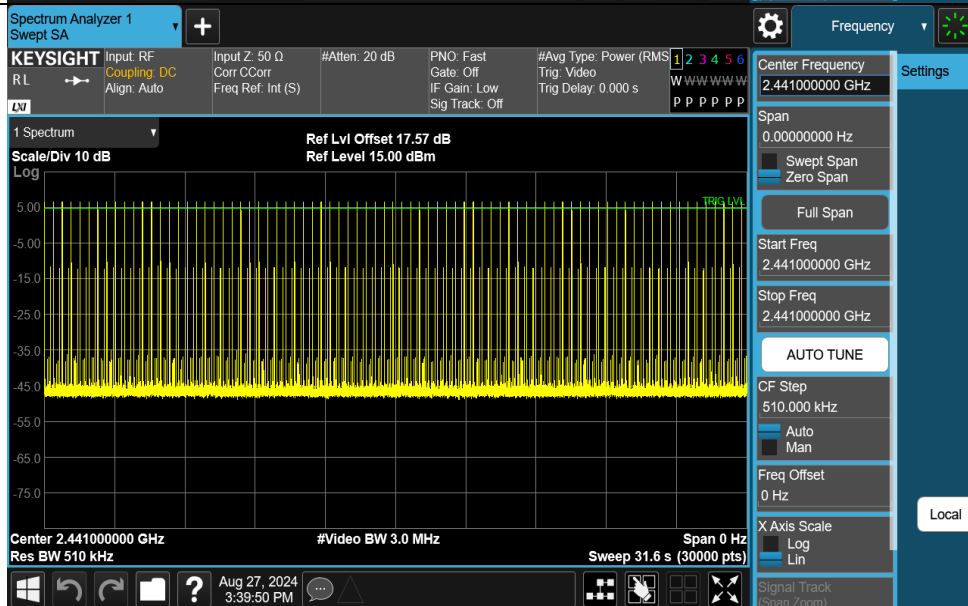 Spectrum Analyzer 1
Swept SA
+
Frequency
KEYSIGHT
RL
LXI
Input: RF
Coupling: DC
Align: Auto
Input Z: 50 Ω
Corr CCorr
Freq Ref: Int (S)
#Atten: 20 dB
PNO: Fast
Gate: Off
IF Gain: Low
Sig Track: Off
#Avg Type: Power (RMS
Trig: Video
Trig Delay: 0.000 s
1 2 3 4 5 6
W W W W W W
P P P P P P
1 Spectrum
Scale/Div 10 dB
Log
Ref Lvl Offset 17.57 dB
Ref Level 15.00 dBm
TRIG LVL
5.00
-5.00
-15.0
-25.0
-35.0
-45.0
-55.0
-65.0
-75.0
Center 2.441000000 GHz
Res BW 510 kHz
#Video BW 3.0 MHz
Span 0 Hz
Sweep 31.6 s (30000 pts)
Center Frequency
2.441000000 GHz
Settings
Span
0.00000000 Hz
Swept Span
Zero Span
Full Span
Start Freq
2.441000000 GHz
Stop Freq
2.441000000 GHz
AUTO TUNE
CF Step
510.000 kHz
Auto
Man
Freq Offset
0 Hz
Local
X Axis Scale
Log
Lin
Signal Track
(Span Zoom)
?
Aug 27, 2024
3:39:50 PM